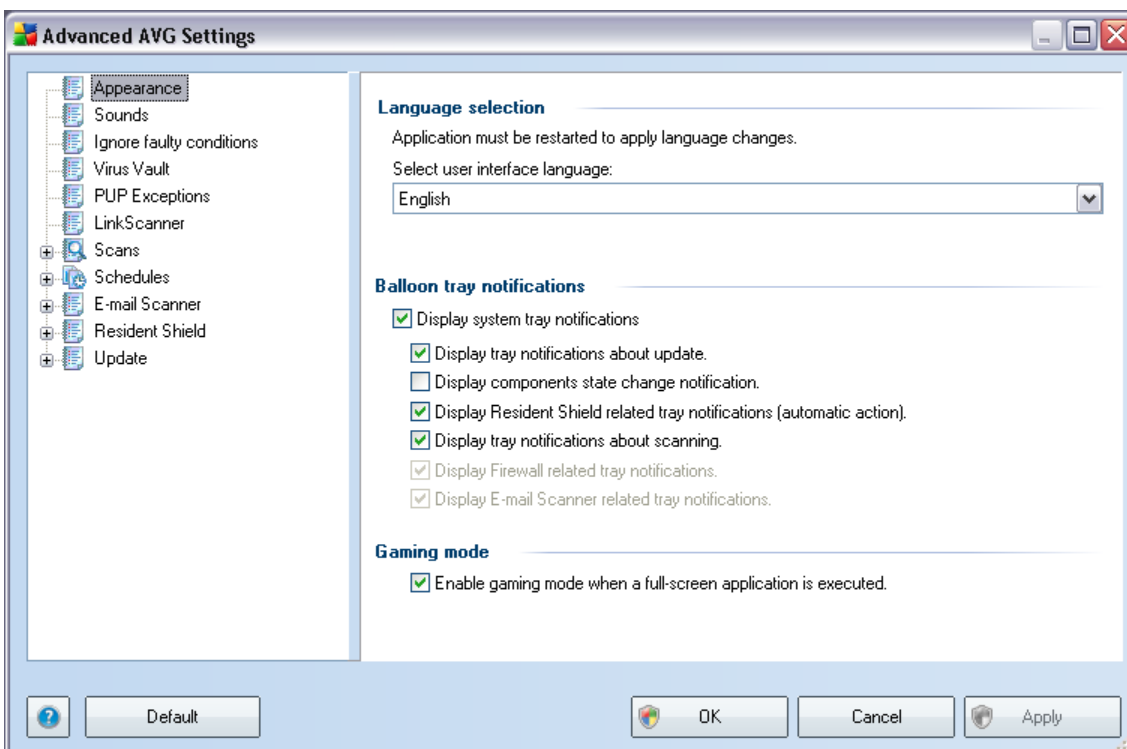 Advanced AVG Settings
Appearance
Sounds
Ignore faulty conditions
Virus Vault
PUP Exceptions
LinkScanner
Scans
Schedules
E-mail Scanner
Resident Shield
Update
Language selection
Application must be restarted to apply language changes.
Select user interface language:
English
Balloon tray notifications
Display system tray notifications
Display tray notifications about update.
Display components state change notification.
Display Resident Shield related tray notifications (automatic action).
Display tray notifications about scanning.
Display Firewall related tray notifications.
Display E-mail Scanner related tray notifications.
Gaming mode
Enable gaming mode when a full-screen application is executed.
?
Default
OK
Cancel
Apply